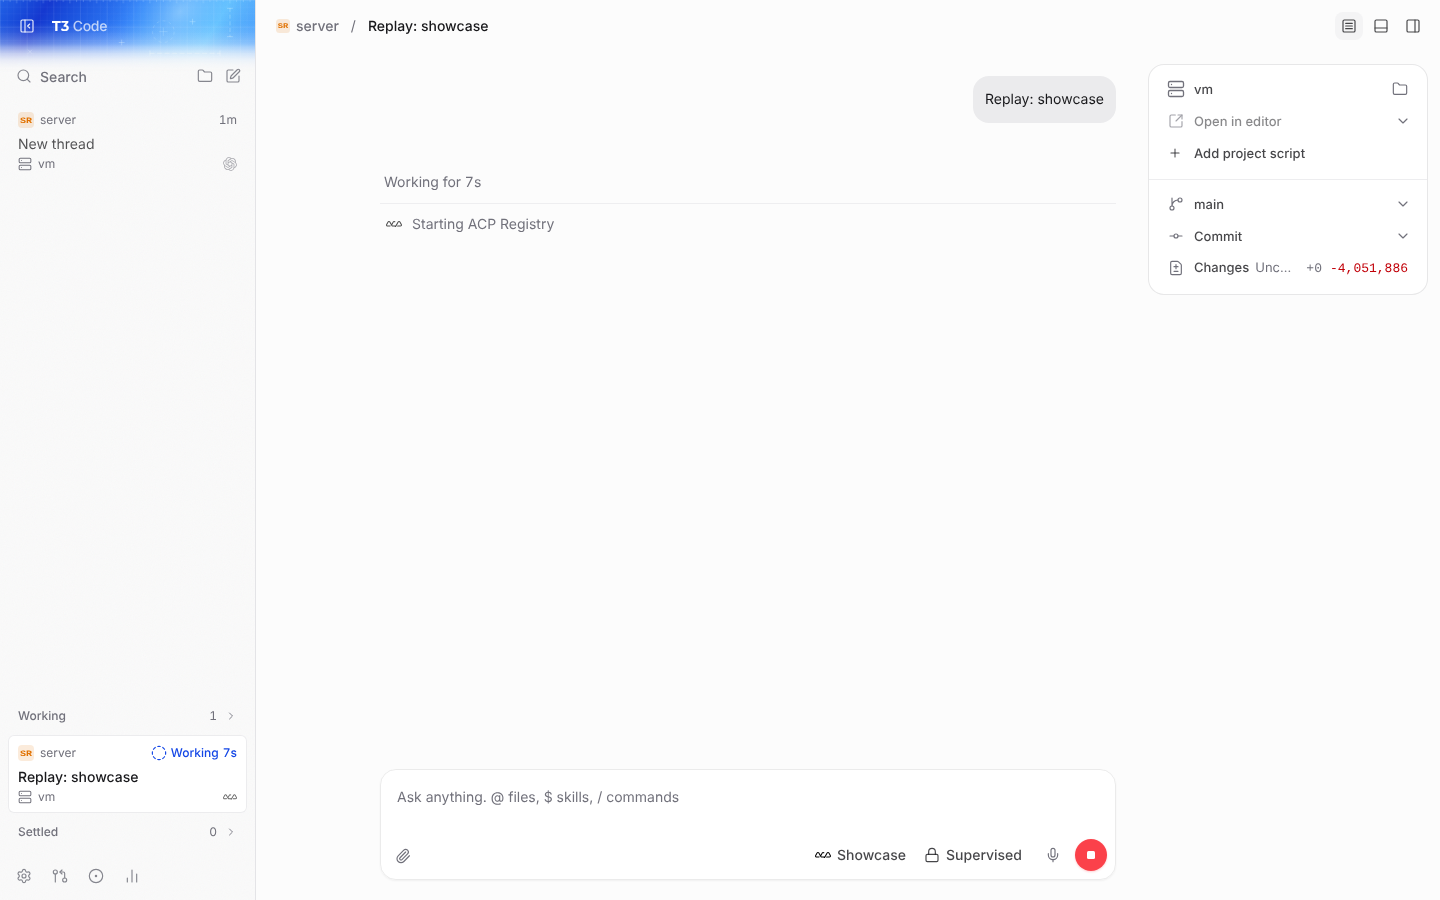 T3 Code
Search
SR server 1m
New thread
vm
Working 1
SR server Working 7s
Replay: showcase
vm
Settled 0
SR server / Replay: showcase
Replay: showcase
Working for 7s
Starting ACP Registry
Ask anything. @ files, $ skills, / commands
Showcase Supervised
vm
Open in editor
Add project script
main
Commit
Changes Unc... +0 -4,051,886